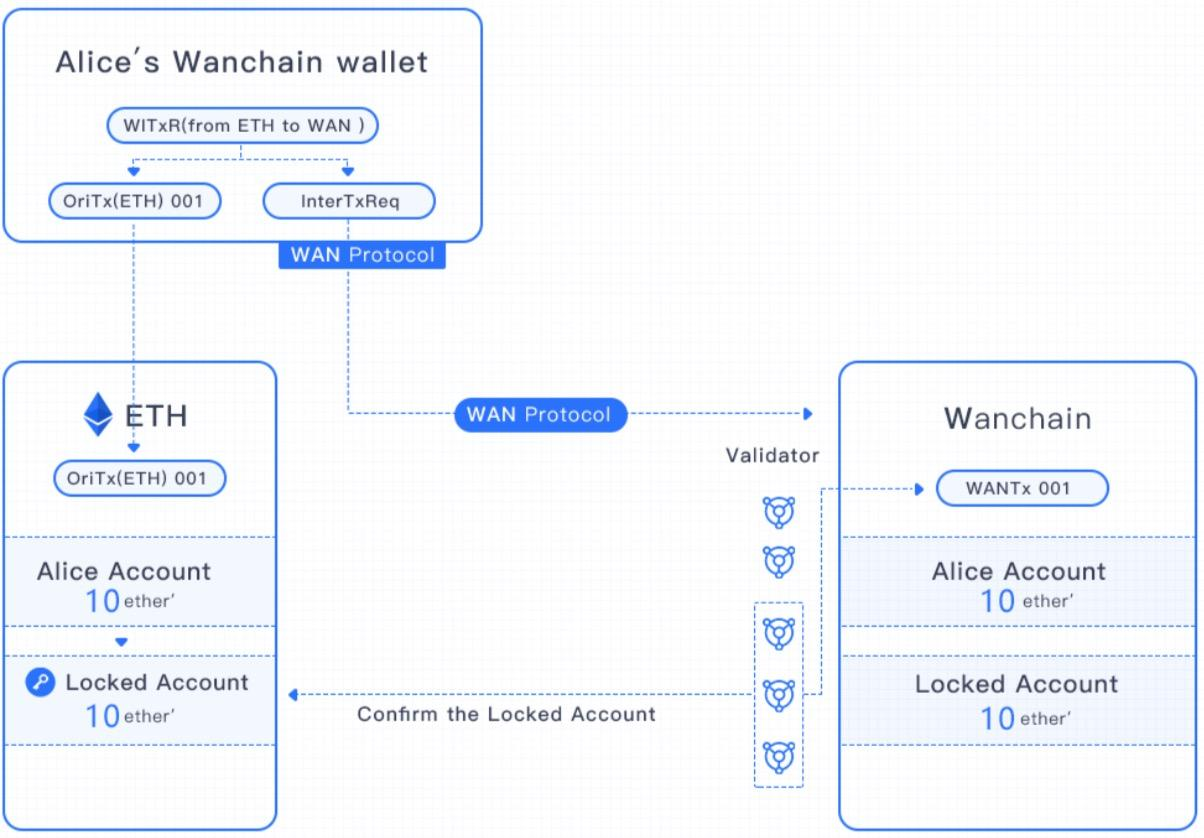 Alice′s Wanchain wallet
WITxR(from ETH to WAN )
OriTx(ETH) 001
InterTxReq
WAN Protocol
ETH
OriTx(ETH) 001
Alice Account
10 ether′
Locked Account
10 ether′
WAN Protocol
Validator
Confirm the Locked Account
Wanchain
WANTx 001
Alice Account
10 ether′
Locked Account
10 ether′